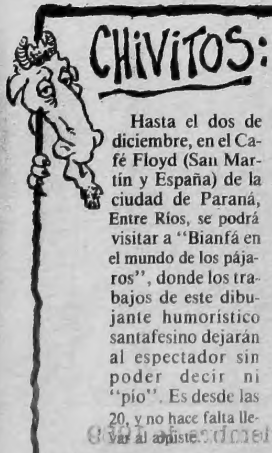 CHIVITOS:
Hasta el dos de
diciembre, en el Ca-
fé Floyd (San Mar-
tín y España) de la
ciudad de Paraná,
Entre Ríos, se podrá
visitar a "Bianfá en
el mundo de los pája-
ros", donde los tra-
bajos de este dibu-
jante humorístico
santafesino dejarán
al espectador sin
poder decir ni
"pío". Es desde las
20, y no hace falta lle-
var al alpiste.